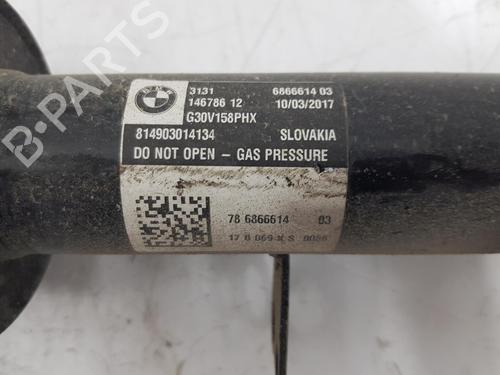 BMW
3131 6866614 03
146786 12 10/03/2017
G30V158PHX
814903014134 SLOVAKIA
DO NOT OPEN – GAS PRESSURE
78 6866614 03
B-PARTS